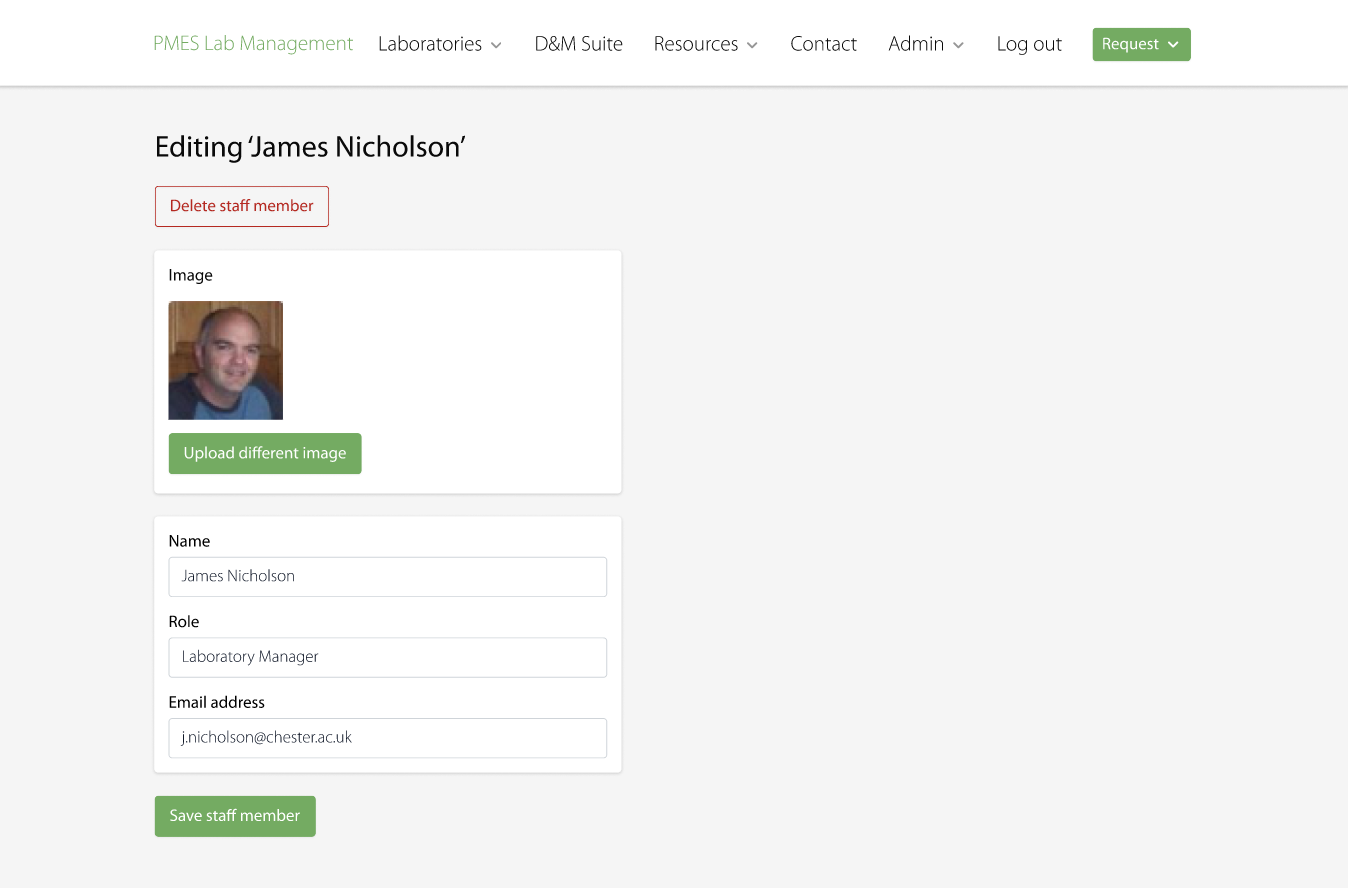 PMES Lab Management Laboratories D&M Suite Resources Contact Admin Log out Request
Editing ‘James Nicholson’
Delete staff member
Image
Upload different image
Name
James Nicholson
Role
Laboratory Manager
Email address
j.nicholson@chester.ac.uk
Save staff member